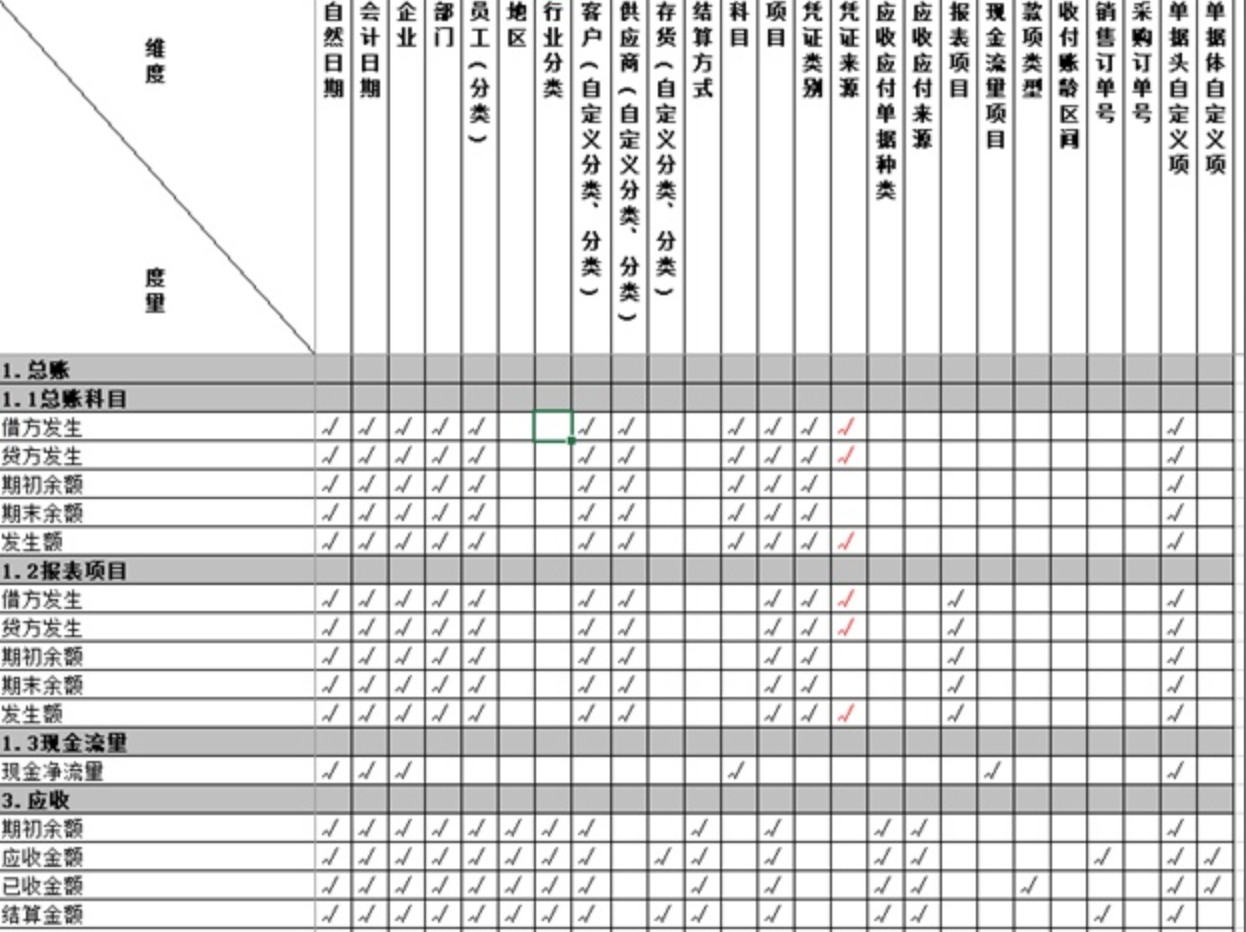 维度
度量
自然日期
会计日期
企业
部门
员工(分类)
地区
行业分类
客户(自定义分类、分类)
供应商(自定义分类、分类)
存货(自定义分类、分类)
结算方式
科目
项目
凭证类别
凭证来源
应收应付单据种类
应收应付来源
报表项目
现金流量项目
款项类型
收付账龄区间
销售订单号
采购订单号
单据头自定义项
单据体自定义项
1.总账
1.1总账科目
借方发生 √ √ √ √ √ √ √ √ √ √ √ √
贷方发生 √ √ √ √ √ √ √ √ √ √ √ √
期初余额 √ √ √ √ √ √ √ √ √ √ √
期末余额 √ √ √ √ √ √ √ √ √ √ √
发生额 √ √ √ √ √ √ √ √ √ √ √ √
1.2报表项目
借方发生 √ √ √ √ √ √ √ √ √ √ √ √
贷方发生 √ √ √ √ √ √ √ √ √ √ √ √
期初余额 √ √ √ √ √ √ √ √ √ √ √
期末余额 √ √ √ √ √ √ √ √ √ √ √
发生额 √ √ √ √ √ √ √ √ √ √ √ √
1.3现金流量
现金净流量 √ √ √ √ √ √
3.应收
期初余额 √ √ √ √ √ √ √ √ √ √ √ √ √
应收金额 √ √ √ √ √ √ √ √ √ √ √ √ √ √ √ √
已收金额 √ √ √ √ √ √ √ √ √ √ √ √ √ √ √
结算金额 √ √ √ √ √ √ √ √ √ √ √ √ √ √ √